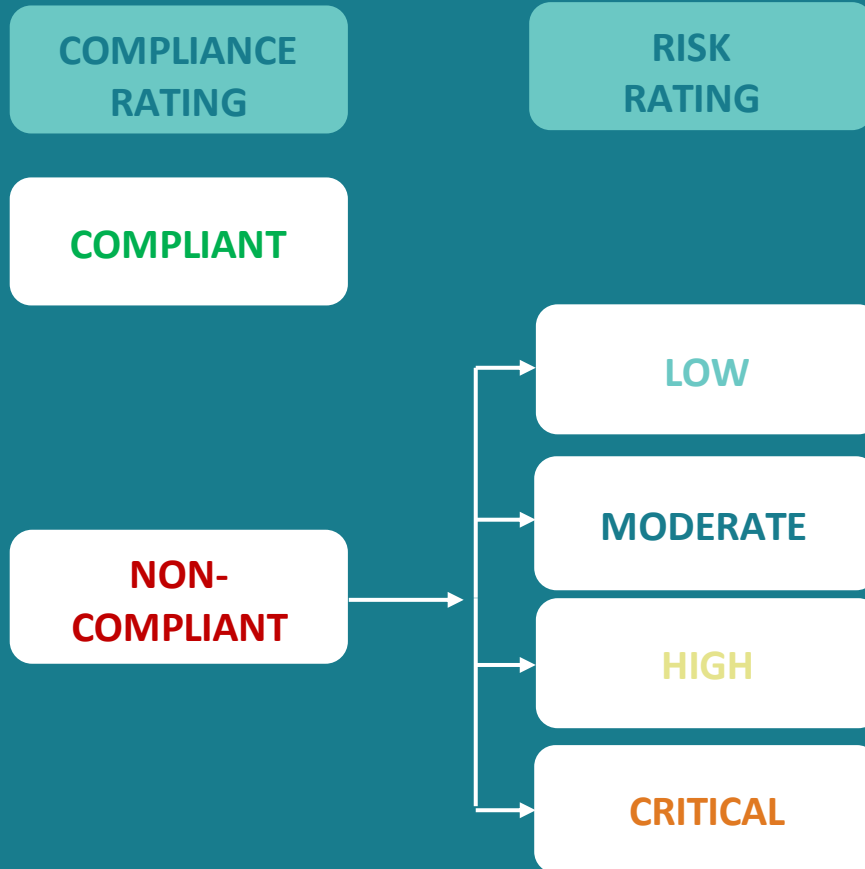 COMPLIANCE
RATING
RISK
RATING
COMPLIANT
LOW
MODERATE
NON-
COMPLIANT
HIGH
CRITICAL